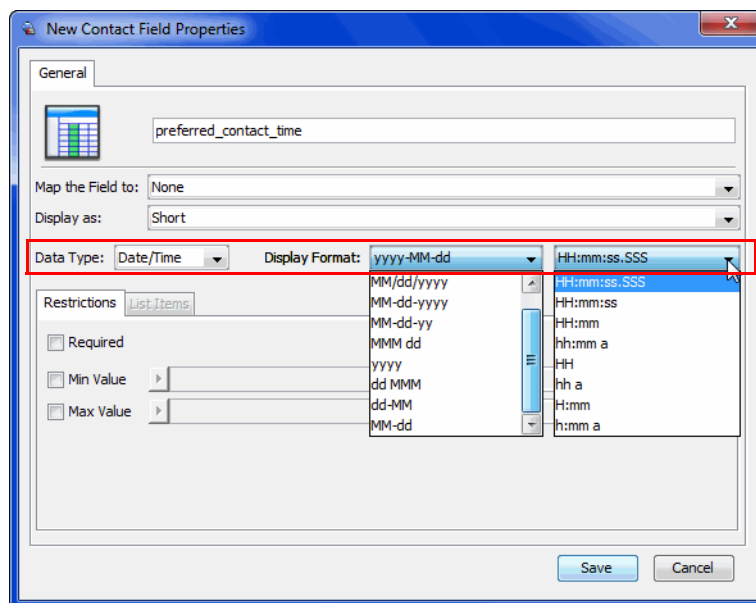 New Contact Field Properties
General
preferred_contact_time
Map the Field to: None
Display as: Short
Data Type: Date/Time Display Format: yyyy-MM-dd HH:mm:ss.SSS
Restrictions List Items
Required
Min Value
Max Value
MM/dd/yyyy
MM-dd-yyyy
MM-dd-yy
MMM dd
yyyy
dd MMM
dd-MM
MM-dd
HH:mm:ss.SSS
HH:mm:ss
HH:mm
hh:mm a
HH
hh a
H:mm
h:mm a
Save Cancel